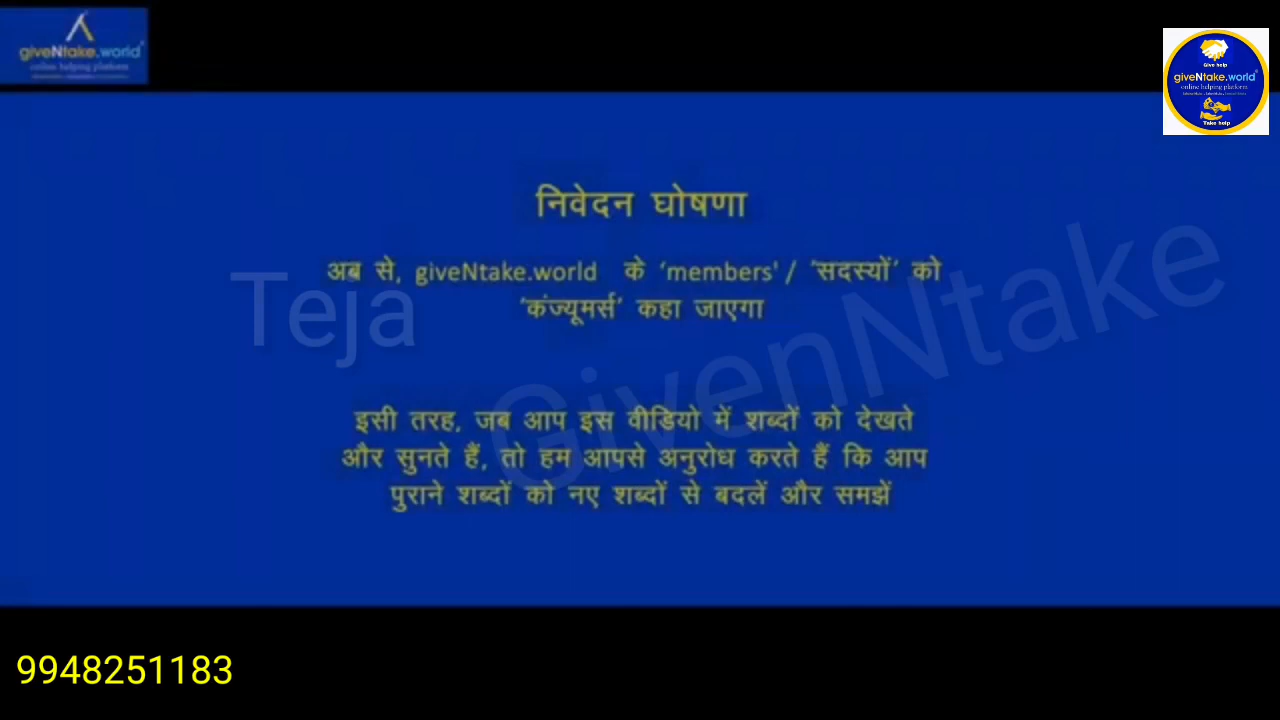 giveNtake.world
online helping platform
Give help
giveNtake.world
online helping platform
Take help
निवेदन घोषणा
अब से, giveNtake.world के ‘members' / ‘सदस्यों’ को
‘कंज्यूमर्स’ कहा जाएगा
Teja
GivenNtake
इसी तरह, जब आप इस वीडियो में शब्दों को देखते
और सुनते हैं, तो हम आपसे अनुरोध करते हैं कि आप
पुराने शब्दों को नए शब्दों से बदलें और समझें
9948251183